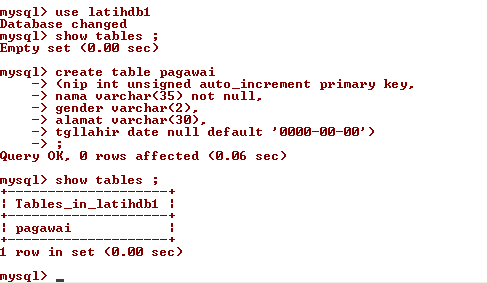 mysql> use latihdb1
Database changed
mysql> show tables ;
Empty set (0.00 sec)
mysql> create table pagawai
-> (nip int unsigned auto_increment primary key,
-> nama varchar(35) not null,
-> gender varchar(2),
-> alamat varchar(30),
-> tgllahir date null default '0000-00-00')
-> ;
Query OK, 0 rows affected (0.06 sec)
mysql> show tables ;
+--------------------+
| Tables_in_latihdb1 |
+--------------------+
| pagawai            |
+--------------------+
1 row in set (0.00 sec)
mysql> _